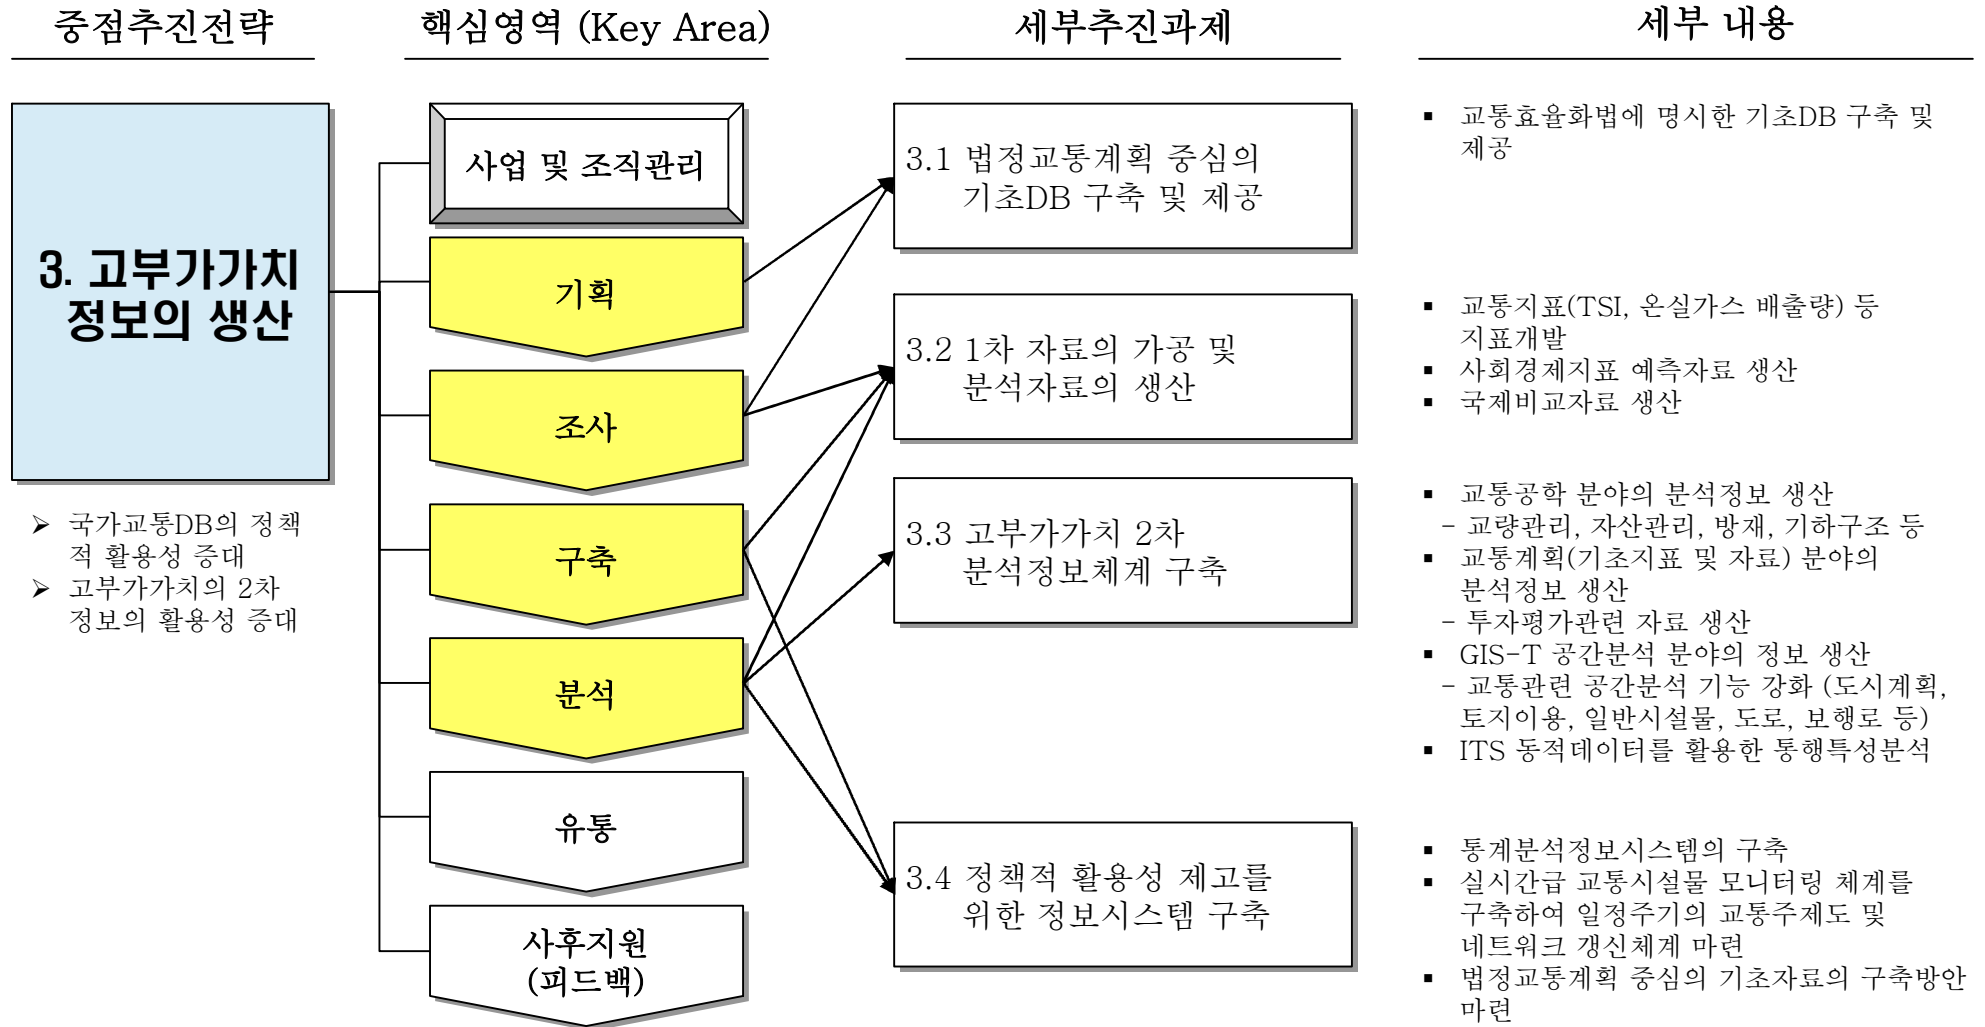 중점추진전략
핵심영역 (Key Area)
세부추진과제
세부 내용
3. 고부가가치
정보의 생산
➢ 국가교통DB의 정책
적 활용성 증대
➢ 고부가가치의 2차
정보의 활용성 증대
사업 및 조직관리
기획
조사
구축
분석
유통
사후지원
(피드백)
3.1 법정교통계획 중심의
기초DB 구축 및 제공
3.2 1차 자료의 가공 및
분석자료의 생산
3.3 고부가가치 2차
분석정보체계 구축
3.4 정책적 활용성 제고를
위한 정보시스템 구축
▪ 교통효율화법에 명시한 기초DB 구축 및
제공
▪ 교통지표(TSI, 온실가스 배출량) 등
지표개발
▪ 사회경제지표 예측자료 생산
▪ 국제비교자료 생산
▪ 교통공학 분야의 분석정보 생산
- 교량관리, 자산관리, 방재, 기하구조 등
▪ 교통계획(기초지표 및 자료) 분야의
분석정보 생산
- 투자평가관련 자료 생산
▪ GIS-T 공간분석 분야의 정보 생산
- 교통관련 공간분석 기능 강화 (도시계획,
토지이용, 일반시설물, 도로, 보행로 등)
▪ ITS 동적데이터를 활용한 통행특성분석
▪ 통계분석정보시스템의 구축
▪ 실시간급 교통시설물 모니터링 체계를
구축하여 일정주기의 교통주제도 및
네트워크 갱신체계 마련
▪ 법정교통계획 중심의 기초자료의 구축방안
마련